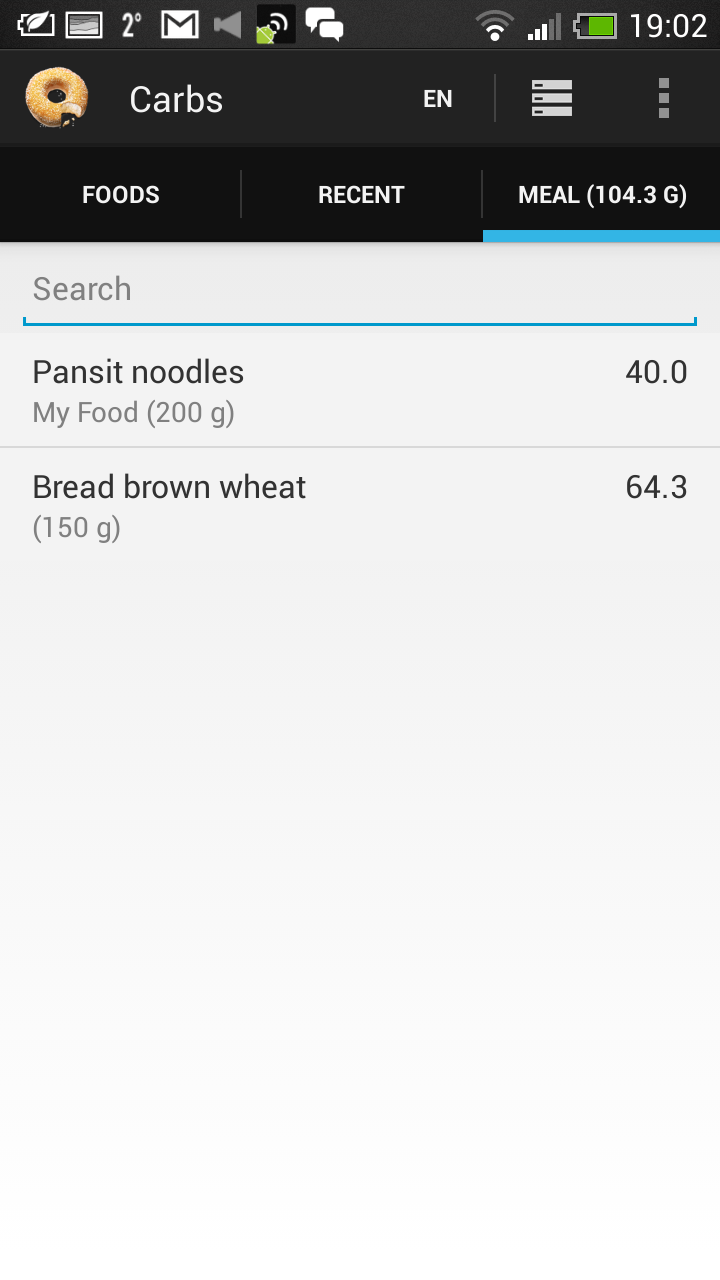 2° 19:02
Carbs EN
FOODS RECENT MEAL (104.3 G)
Search
Pansit noodles 40.0
My Food (200 g)
Bread brown wheat 64.3
(150 g)